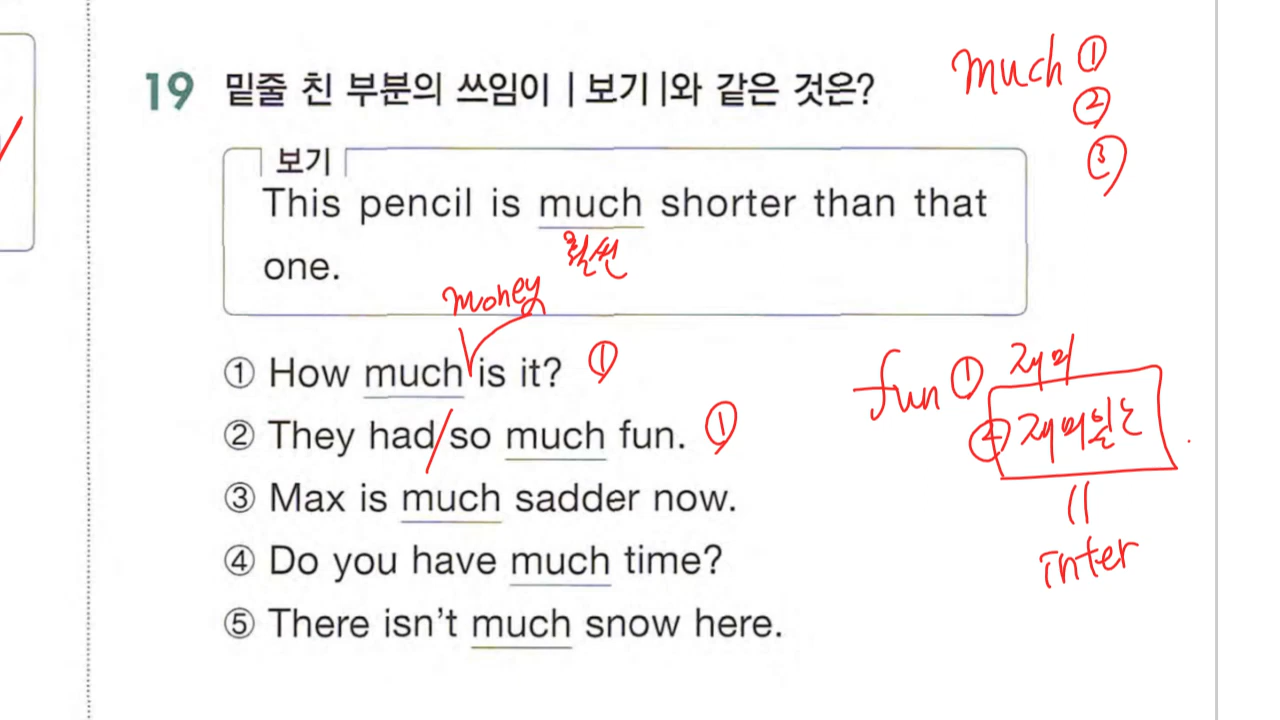 19 밑줄 친 부분의 쓰임이 | 보기 |와 같은 것은?
much ①
②
③
보기
This pencil is much shorter than that
훨씬
one.
money
① How much is it? ①
② They had/so much fun. ①
③ Max is much sadder now.
④ Do you have much time?
⑤ There isn't much snow here.
fun ① 재미
② 재미있는
inter